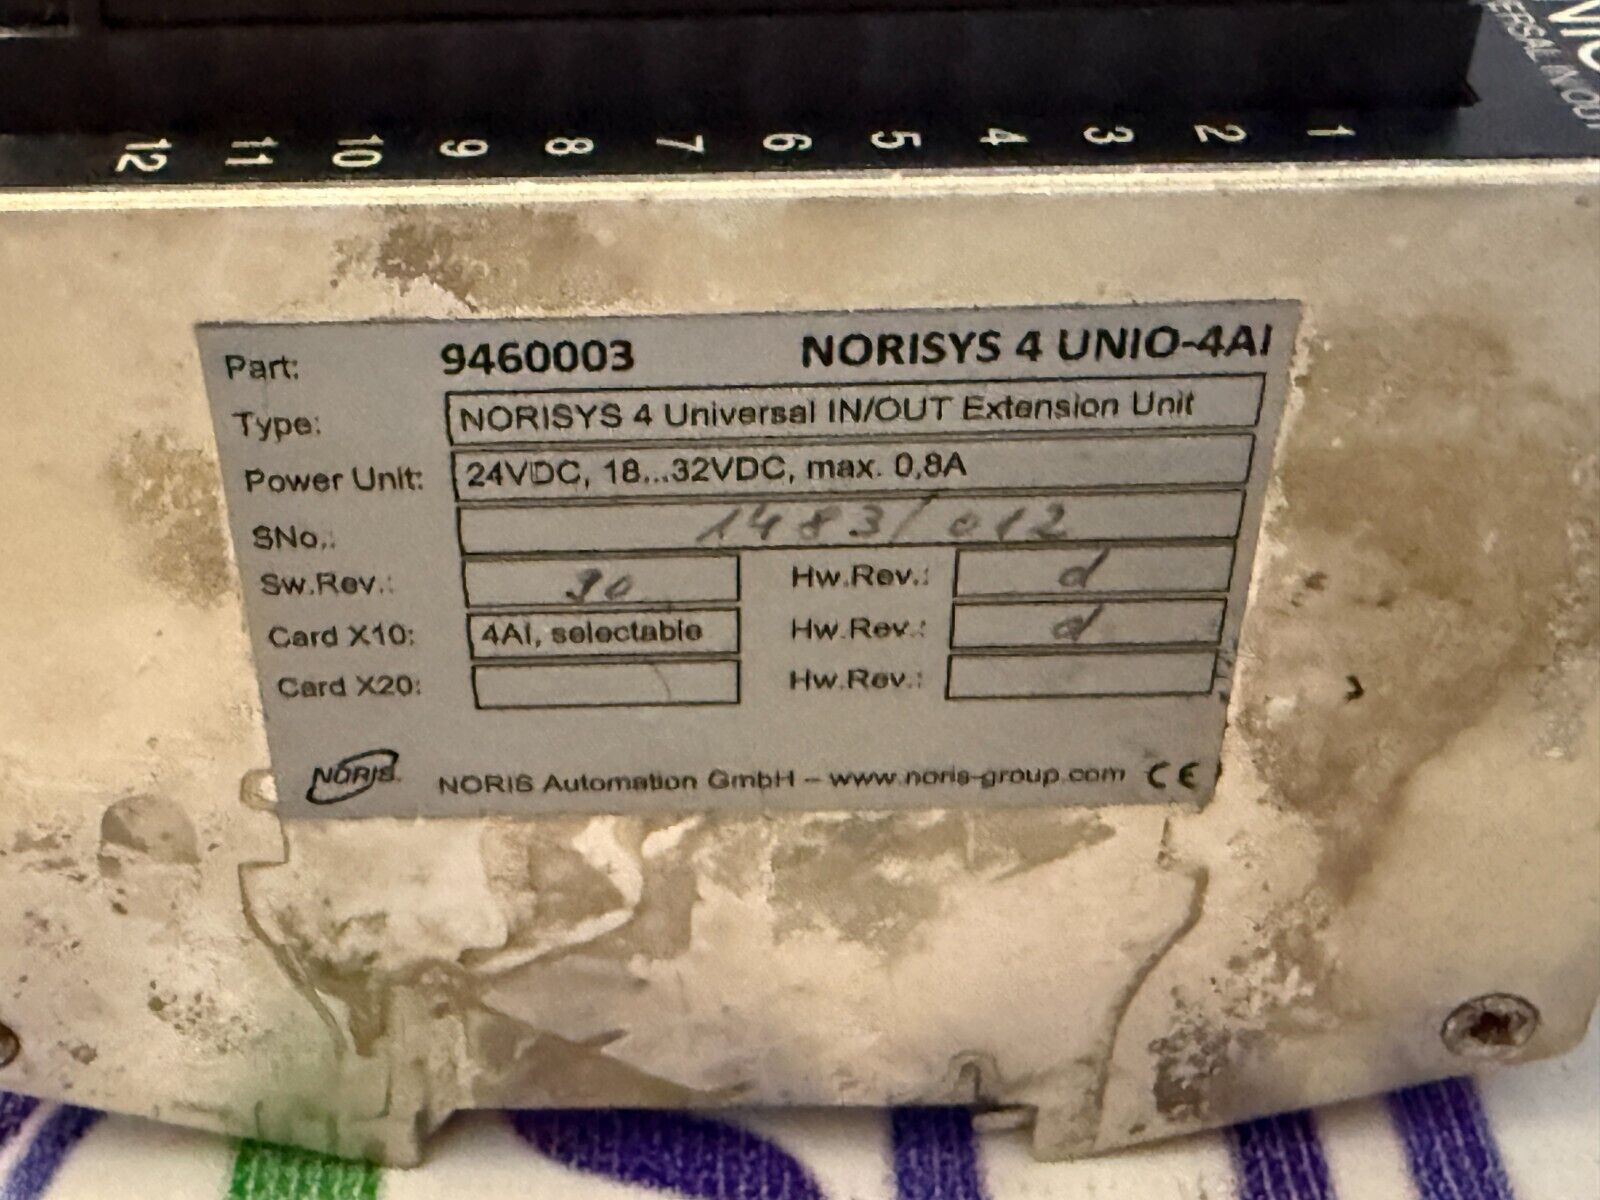 12 11 10 9 8 7 6 5 4 3 2 1
Part: 9460003 NORISYS 4 UNIO-4AI
Type: NORISYS 4 Universal IN/OUT Extension Unit
Power Unit: 24VDC, 18...32VDC, max. 0,8A
SNo.: 1483/012
Sw.Rev.: Hw.Rev.: d
Card X10: 4AI, selectable Hw.Rev.: d
Card X20: Hw.Rev.:
NORIS NORIS Automation GmbH – www.noris-group.com CE